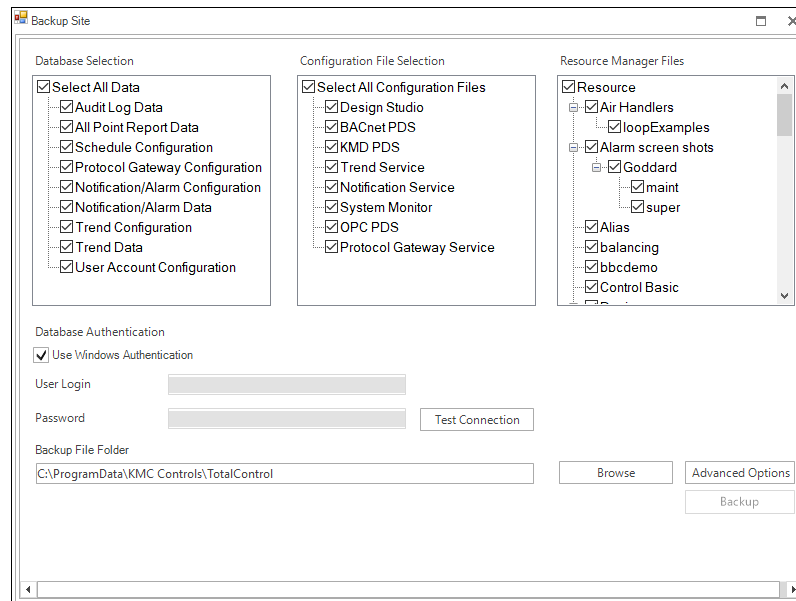 Backup Site
Database Selection
Select All Data
Audit Log Data
All Point Report Data
Schedule Configuration
Protocol Gateway Configuration
Notification/Alarm Configuration
Notification/Alarm Data
Trend Configuration
Trend Data
User Account Configuration
Configuration File Selection
Select All Configuration Files
Design Studio
BACnet PDS
KMD PDS
Trend Service
Notification Service
System Monitor
OPC PDS
Protocol Gateway Service
Resource Manager Files
Resource
Air Handlers
loopExamples
Alarm screen shots
Goddard
maint
super
Alias
balancing
bbcdemo
Control Basic
Database Authentication
Use Windows Authentication
User Login
Password
Test Connection
Backup File Folder
C:\ProgramData\KMC Controls\TotalControl
Browse
Advanced Options
Backup